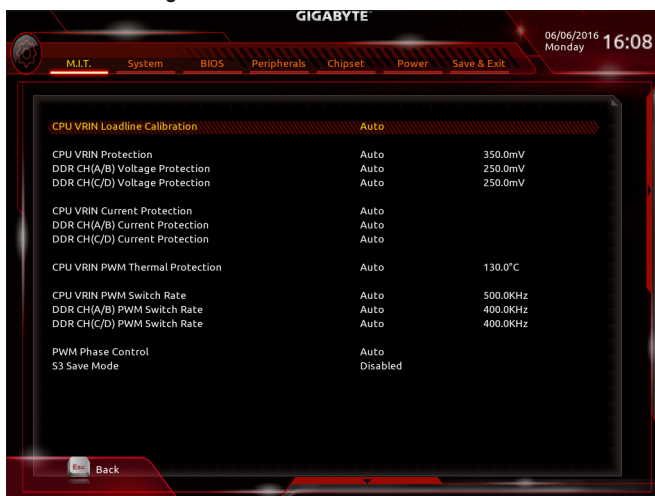 GIGABYTE™
06/06/2016
Monday
16:08
M.I.T. System BIOS Peripherals Chipset Power Save & Exit
CPU VRIN Loadline Calibration Auto
CPU VRIN Protection Auto 350.0mV
DDR CH(A/B) Voltage Protection Auto 250.0mV
DDR CH(C/D) Voltage Protection Auto 250.0mV
CPU VRIN Current Protection Auto
DDR CH(A/B) Current Protection Auto
DDR CH(C/D) Current Protection Auto
CPU VRIN PWM Thermal Protection Auto 130.0°C
CPU VRIN PWM Switch Rate Auto 500.0KHz
DDR CH(A/B) PWM Switch Rate Auto 400.0KHz
DDR CH(C/D) PWM Switch Rate Auto 400.0KHz
PWM Phase Control Auto
S3 Save Mode Disabled
Esc Back